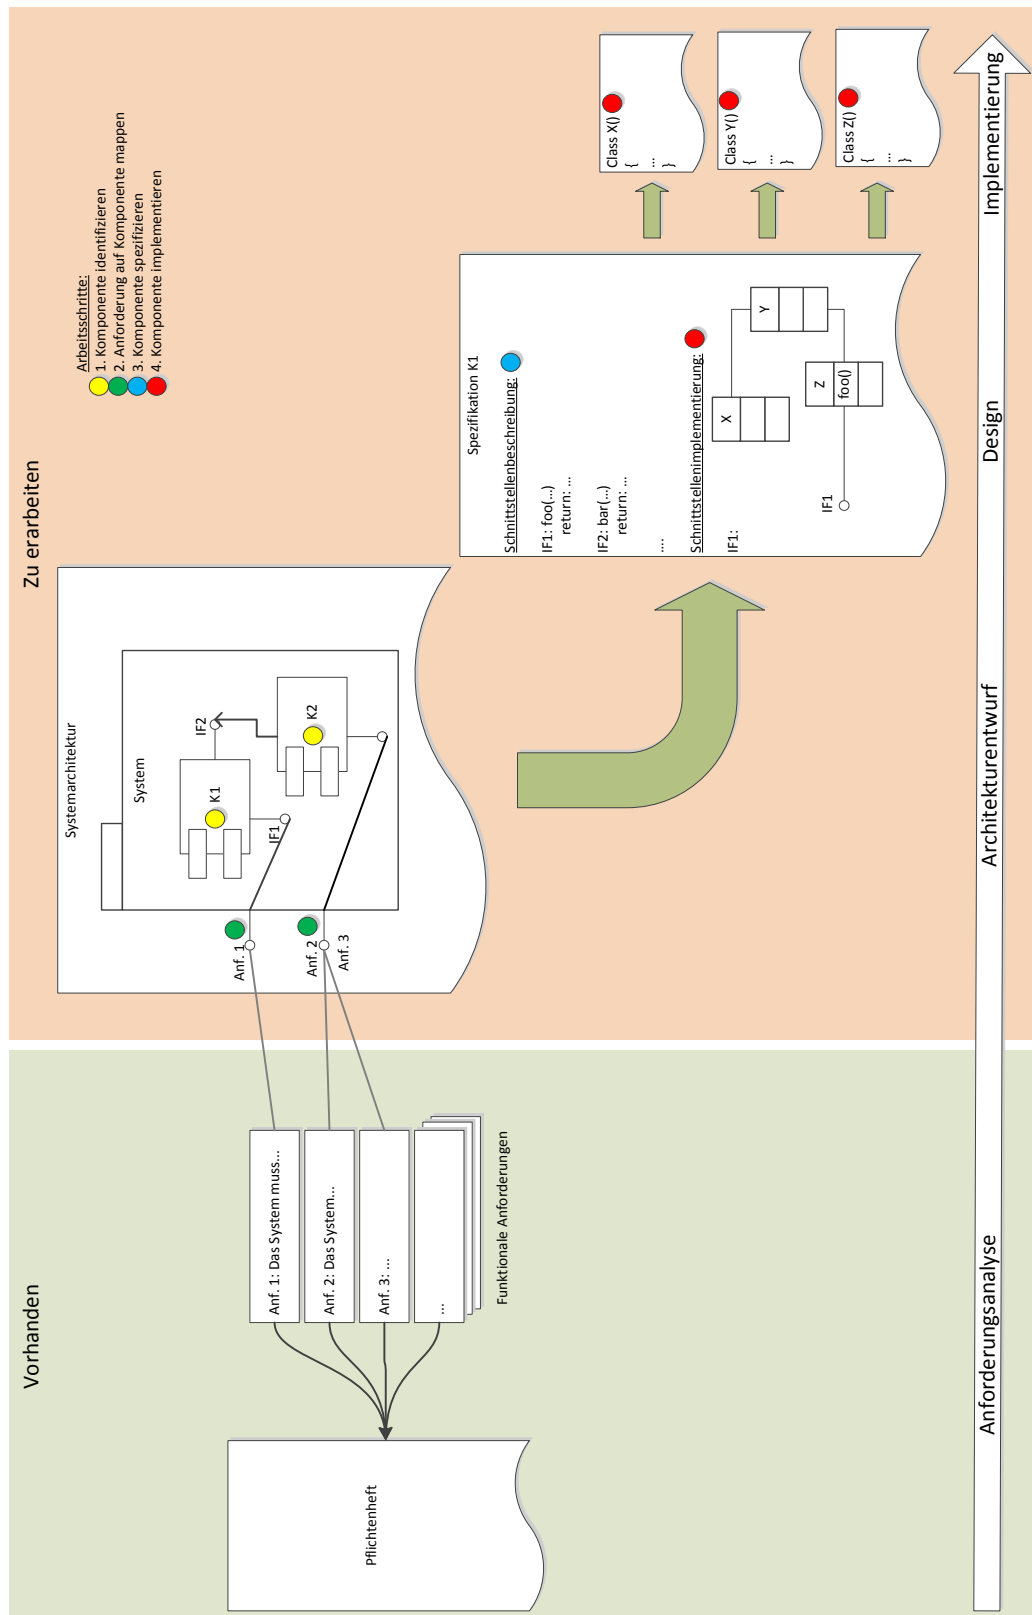 Vorhanden
Zu erarbeiten
Arbeitsschritte:
1. Komponente identifizieren
2. Anforderung auf Komponente mappen
3. Komponente spezifizieren
4. Komponente implementieren
Pflichtenheft
Anf. 1: Das System muss...
Anf. 2: Das System...
Anf. 3: ...
...
Funktionale Anforderungen
Systemarchitektur
System
Anf. 1
Anf. 2
Anf. 3
K1
IF1
IF2
K2
Spezifikation K1
Schnittstellenbeschreibung:
IF1: foo(...)
return: ...
IF2: bar(...)
return: ...
....
Schnittstellenimplementierung:
IF1:
X
Y
Z
foo()
IF1
Class X()
{
...
}
Class Y()
{
...
}
Class Z()
{
...
}
Anforderungsanalyse
Architekturentwurf
Design
Implementierung